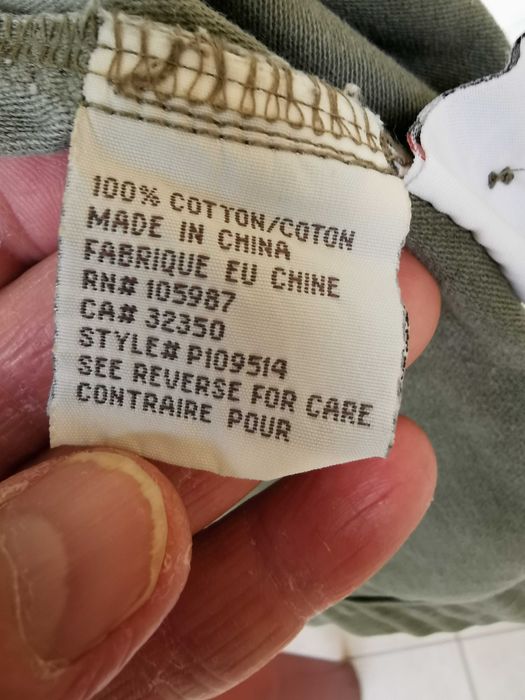 100% COTTON/COTON
MADE IN CHINA
FABRIQUE EU CHINE
RN# 105987
CA# 32350
STYLE# P109514
SEE REVERSE FOR CARE
CONTRAIRE POUR